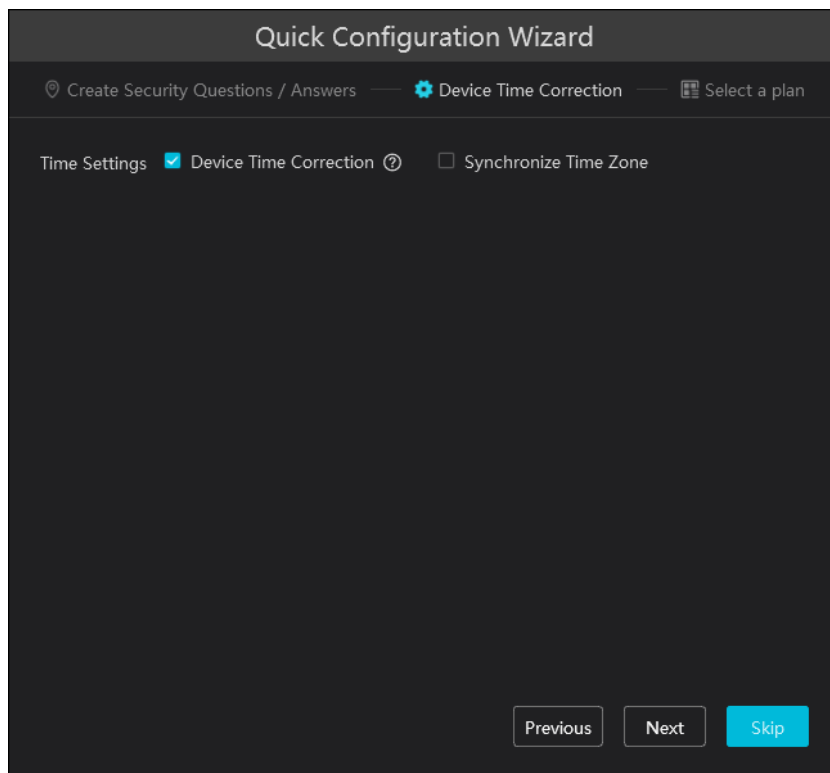 Quick Configuration Wizard
Create Security Questions / Answers Device Time Correction Select a plan
Time Settings Device Time Correction ? Synchronize Time Zone
Previous Next Skip